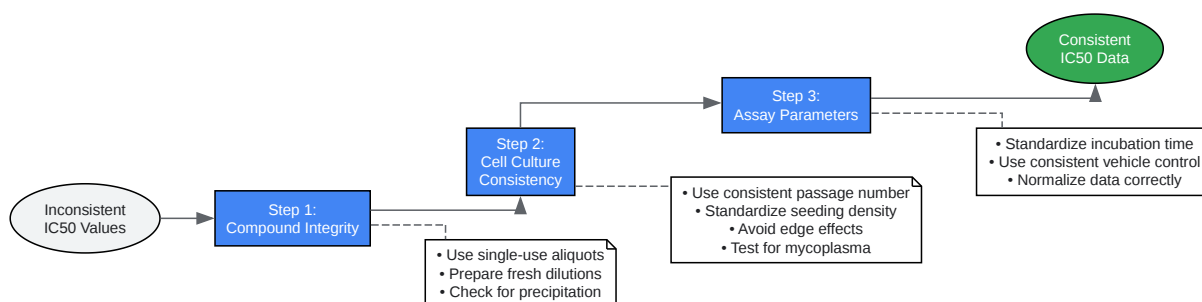 Inconsistent
IC50 Values
Step 1:
Compound Integrity
• Use single-use aliquots
• Prepare fresh dilutions
• Check for precipitation
Step 2:
Cell Culture
Consistency
• Use consistent passage number
• Standardize seeding density
• Avoid edge effects
• Test for mycoplasma
Step 3:
Assay Parameters
• Standardize incubation time
• Use consistent vehicle control
• Normalize data correctly
Consistent
IC50 Data